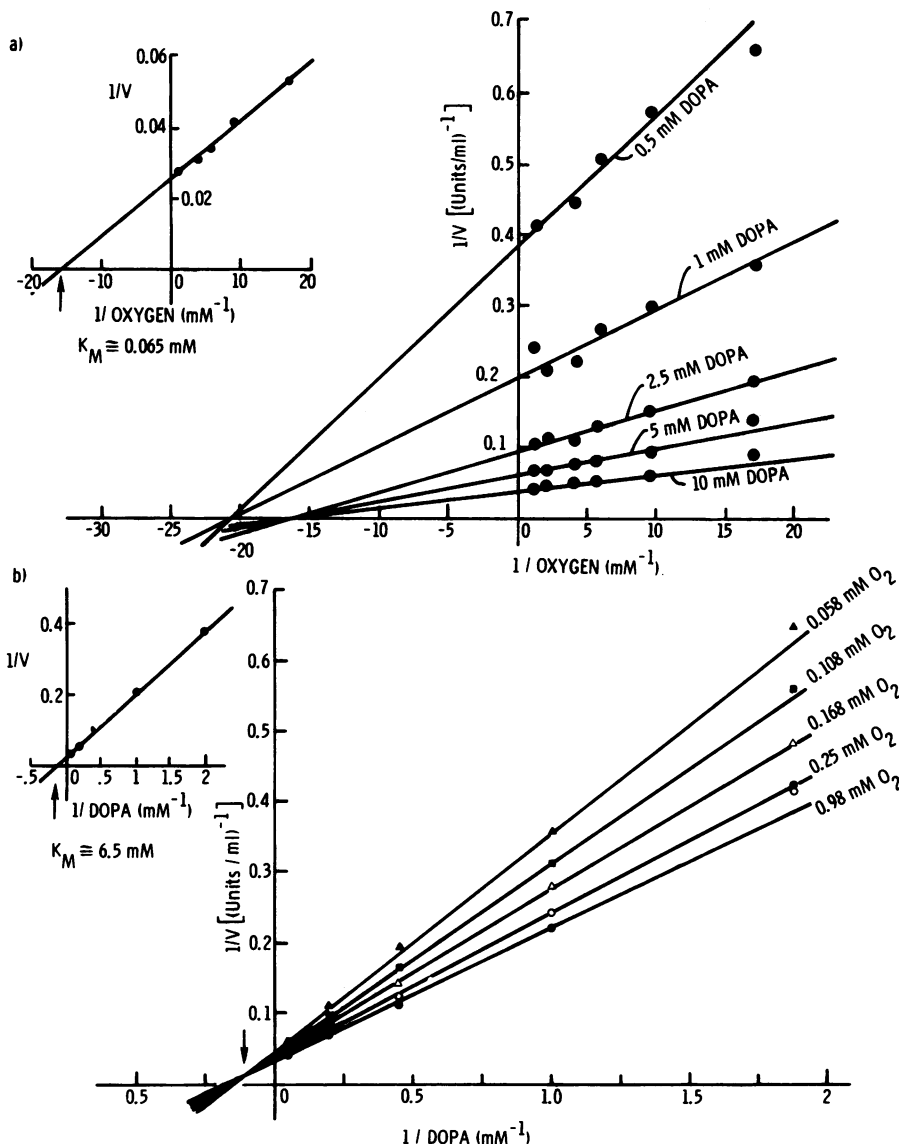 a)
0.06
1/V
0.04
0.02
-20
-10
0
10
20
1/ OXYGEN (mM⁻¹)
K_M ≅ 0.065 mM
0.7
0.6
0.5
0.4
0.3
0.2
0.1
1/V [(Units/ml)⁻¹]
0.5 mM DOPA
1 mM DOPA
2.5 mM DOPA
5 mM DOPA
10 mM DOPA
-30
-25
-20
-15
-10
-5
0
5
10
15
20
1/ OXYGEN (mM⁻¹).
b)
0.4
1/V
0.2
-.5
0
.5
1
2
1/ DOPA (mM⁻¹)
K_M ≅ 6.5 mM
0.7
0.6
0.5
0.4
0.3
0.2
0.1
1/V [(Units / ml)⁻¹]
0.058 mM O₂
0.108 mM O₂
0.168 mM O₂
0.25 mM O₂
0.98 mM O₂
0.5
0
0.5
1.0
1.5
2
1 / DOPA (mM⁻¹)